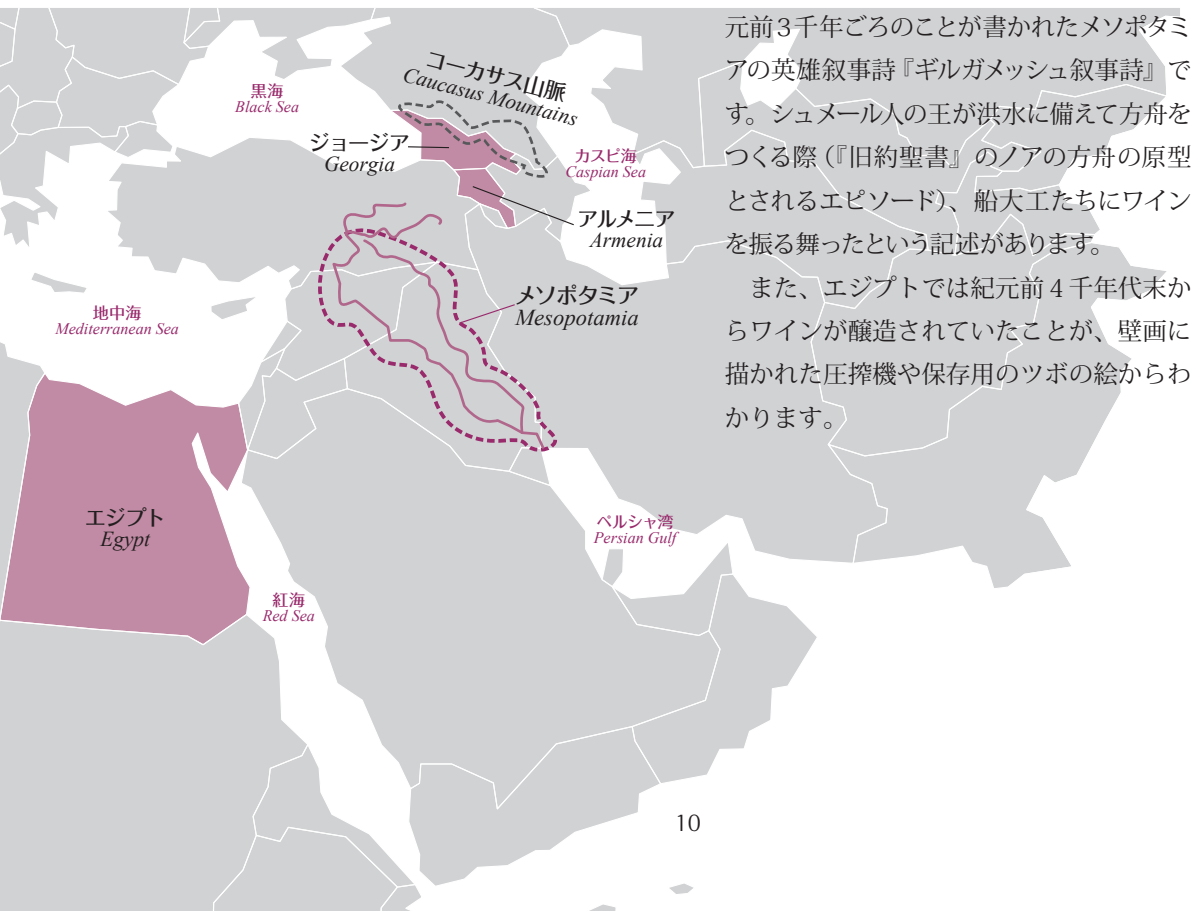 元前3千年ごろのことが書かれたメソポタミ
アの英雄叙事詩『ギルガメッシュ叙事詩』で
す。シュメール人の王が洪水に備えて方舟を
つくる際（『旧約聖書』のノアの方舟の原型
とされるエピソード）、船大工たちにワイン
を振る舞ったという記述があります。
　また、エジプトでは紀元前4千年代末か
らワインが醸造されていたことが、壁画に
描かれた圧搾機や保存用のツボの絵からわ
かります。
コーカサス山脈
Caucasus Mountains
黒海
Black Sea
ジョージア
Georgia
カスピ海
Caspian Sea
アルメニア
Armenia
地中海
Mediterranean Sea
メソポタミア
Mesopotamia
エジプト
Egypt
ペルシャ湾
Persian Gulf
紅海
Red Sea
10